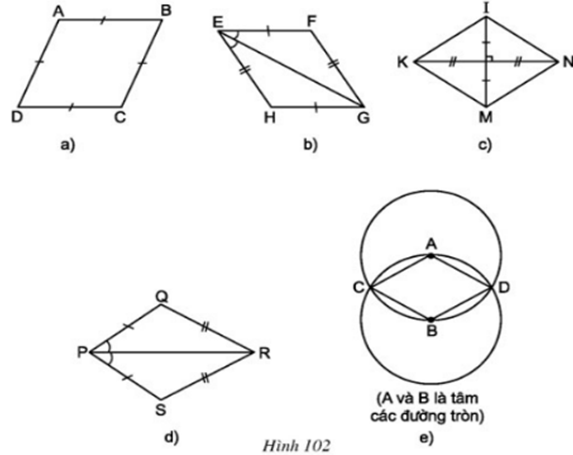 A B
D C
a)
E F
H G
b)
I
K N
M
c)
Q
P R
S
d)
A
C D
B
(A và B là tâm
các đường tròn)
e)
Hình 102